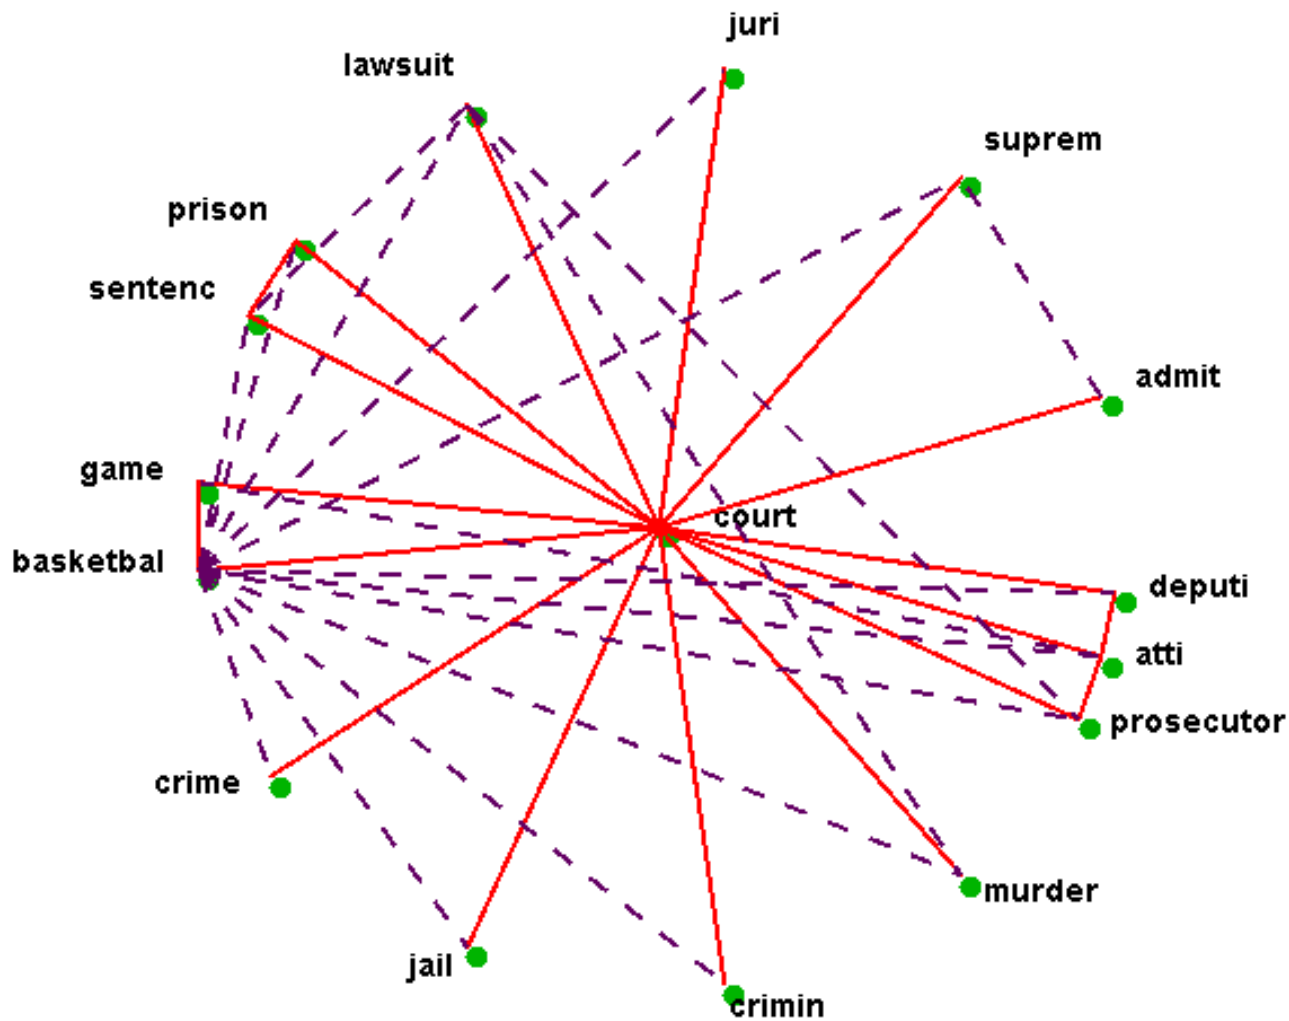 juri
lawsuit
suprem
prison
sentenc
admit
game
court
basketbal
deputi
atti
prosecutor
crime
murder
jail
crimin